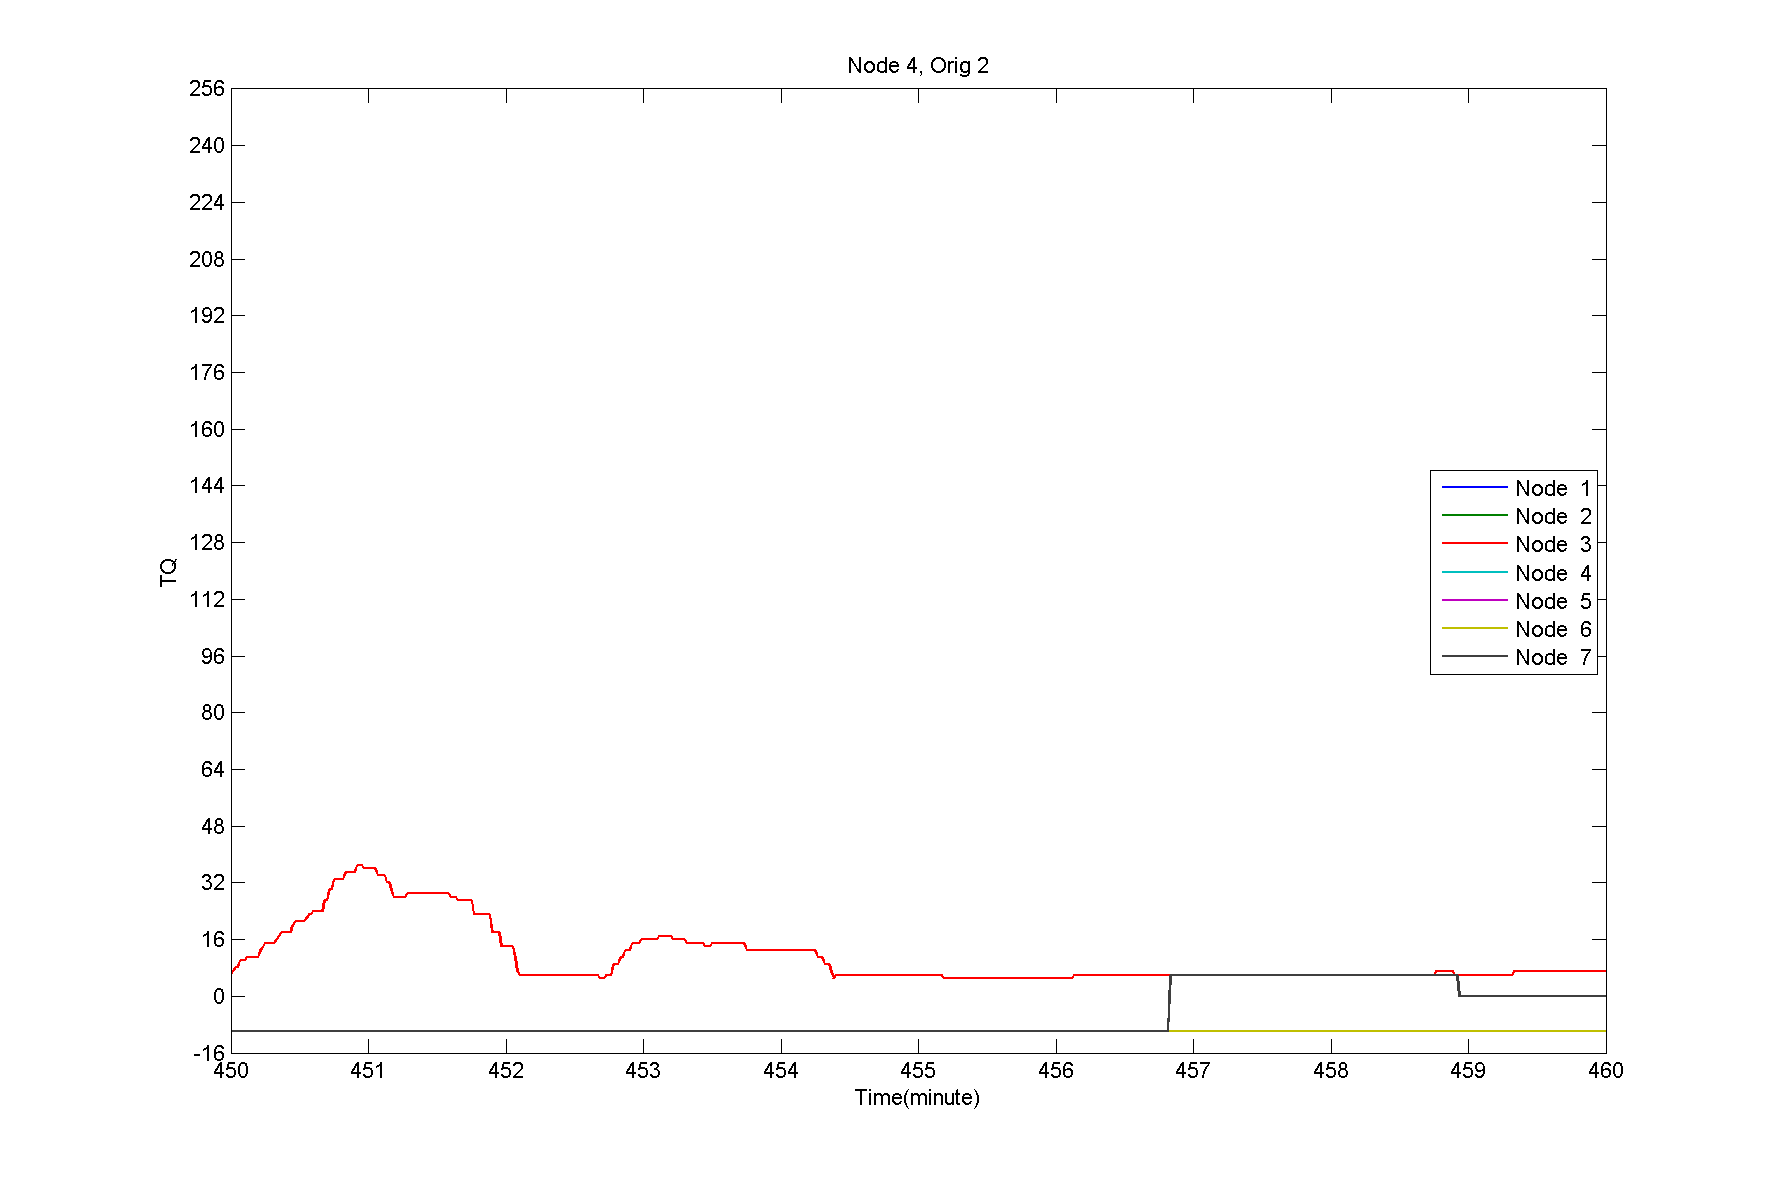 Node 4, Orig 2
256
240
224
208
192
176
160
144
128
112
96
80
64
48
32
16
0
-16
TQ
Node 1
Node 2
Node 3
Node 4
Node 5
Node 6
Node 7
450 451 452 453 454 455 456 457 458 459 460
Time(minute)